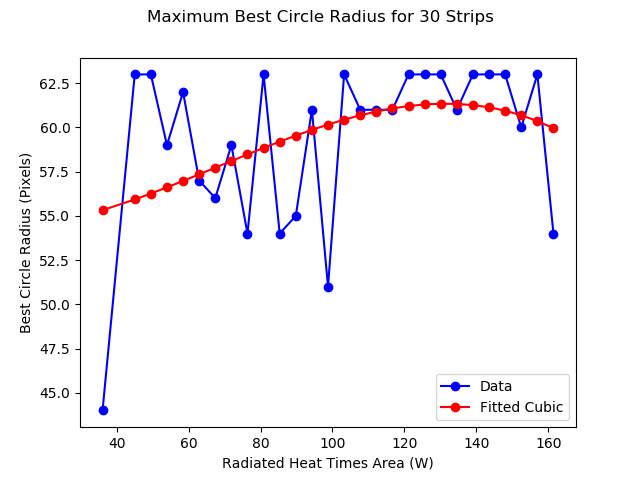 Maximum Best Circle Radius for 30 Strips
Best Circle Radius (Pixels)
62.5
60.0
57.5
55.0
52.5
50.0
47.5
45.0
40 60 80 100 120 140 160
Radiated Heat Times Area (W)
Data
Fitted Cubic